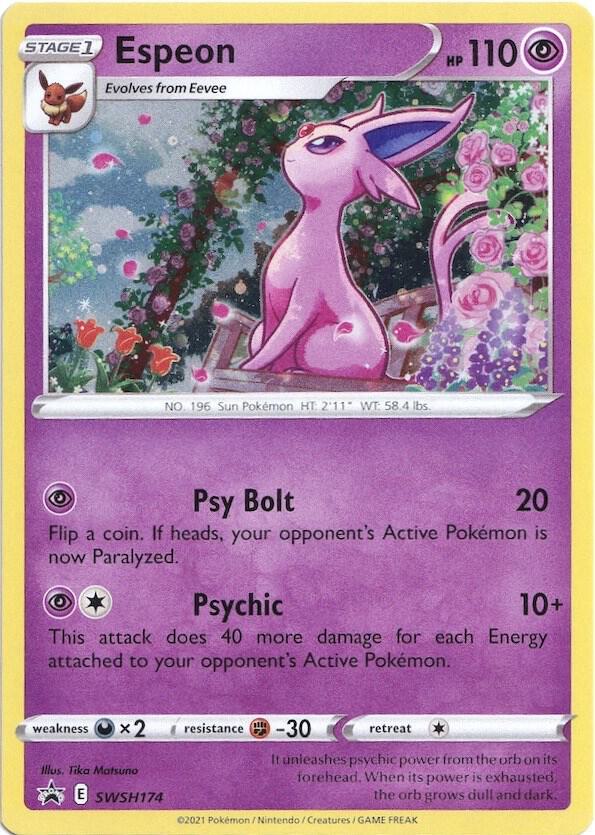 STAGE 1 Espeon HP 110
Evolves from Eevee
NO. 196 Sun Pokémon HT: 2'11" WT: 58.4 lbs.
Psy Bolt 20
Flip a coin. If heads, your opponent's Active Pokémon is
now Paralyzed.
Psychic 10+
This attack does 40 more damage for each Energy
attached to your opponent's Active Pokémon.
weakness ×2 resistance -30 retreat
It unleashes psychic power from the orb on its
forehead. When its power is exhausted,
the orb grows dull and dark.
Illus. Tika Matsuno
E SWSH174
©2021 Pokémon / Nintendo / Creatures / GAME FREAK